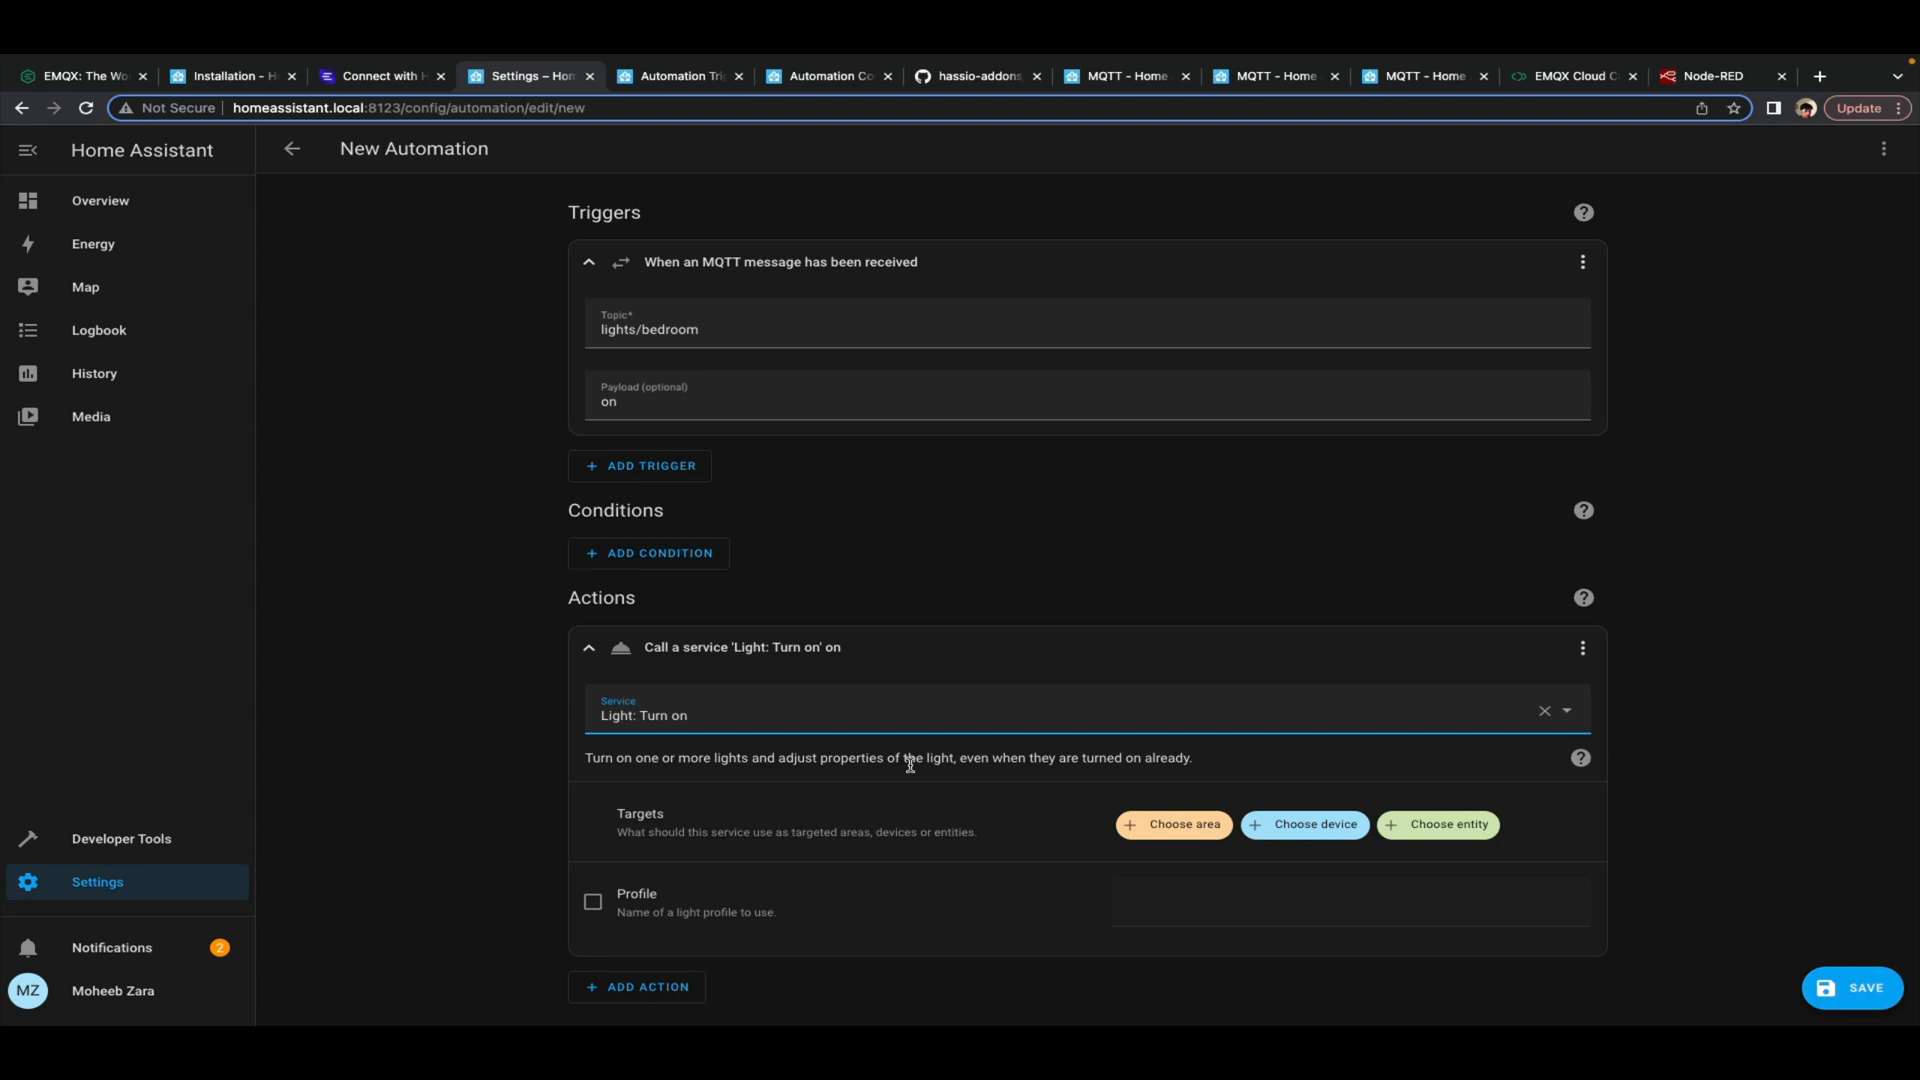 EMQX: The Wo
Installation - H
Connect with H
Settings – Hom
Automation Tri
Automation Co
hassio-addons
MQTT - Home
MQTT - Home
MQTT - Home
EMQX Cloud C
Node-RED
Not Secure
homeassistant.local:8123/config/automation/edit/new
Update
Home Assistant
New Automation
Overview
Energy
Map
Logbook
History
Media
Developer Tools
Settings
Notifications
2
MZ
Moheeb Zara
Triggers
When an MQTT message has been received
Topic*
lights/bedroom
Payload (optional)
on
+ ADD TRIGGER
Conditions
+ ADD CONDITION
Actions
Call a service 'Light: Turn on' on
Service
Light: Turn on
Turn on one or more lights and adjust properties of the light, even when they are turned on already.
Targets
What should this service use as targeted areas, devices or entities.
+ Choose area
+ Choose device
+ Choose entity
Profile
Name of a light profile to use.
+ ADD ACTION
SAVE